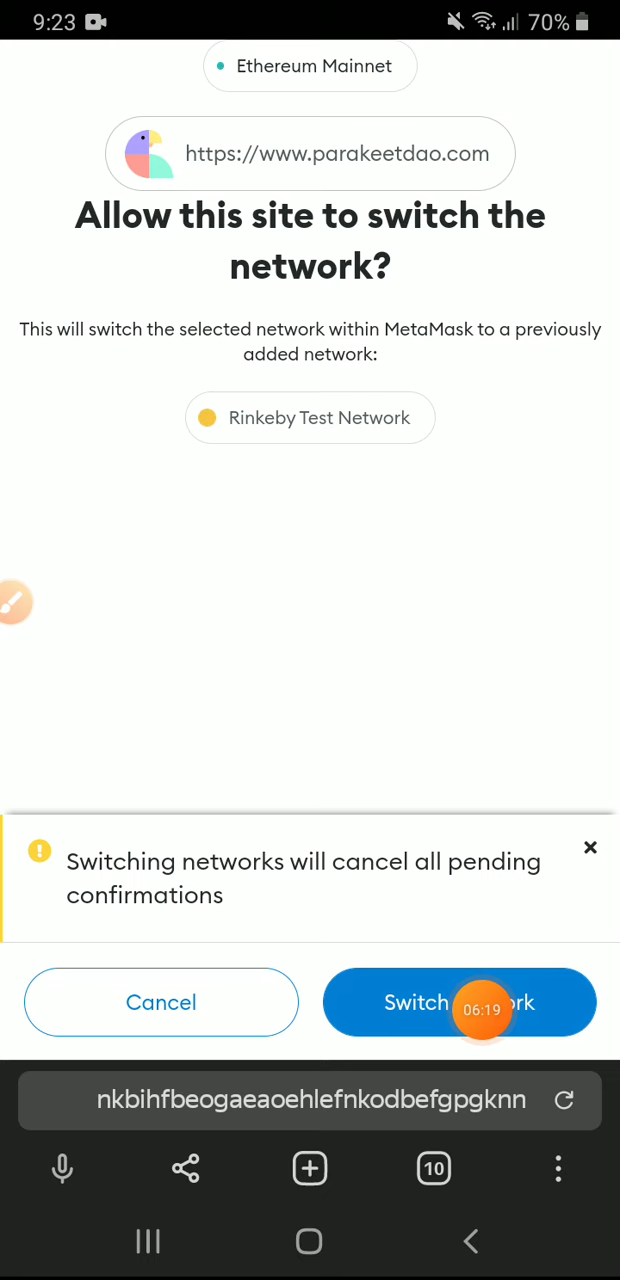 9:23
70%
Ethereum Mainnet
https://www.parakeetdao.com
Allow this site to switch the
network?
This will switch the selected network within MetaMask to a previously
added network:
Rinkeby Test Network
Switching networks will cancel all pending
confirmations
Cancel
Switch ork
06:19
nkbihfbeogaeaoehlefnkodbefgpgknn
10